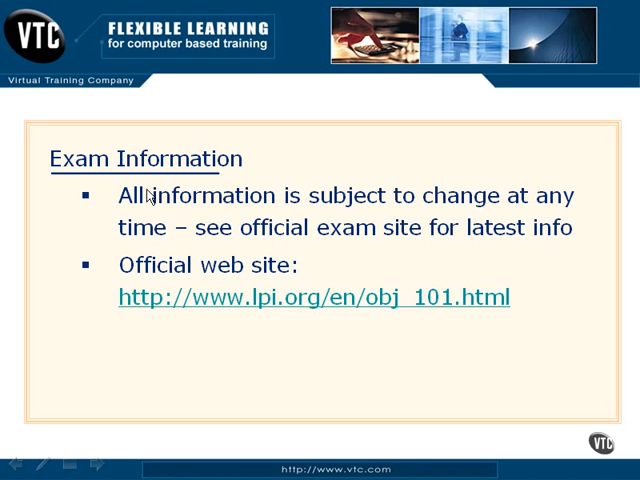 VTC
FLEXIBLE LEARNING
for computer based training
Virtual Training Company
Exam Information
▪ All information is subject to change at any
time – see official exam site for latest info
▪ Official web site:
http://www.lpi.org/en/obj_101.html
VTC
http://www.vtc.com